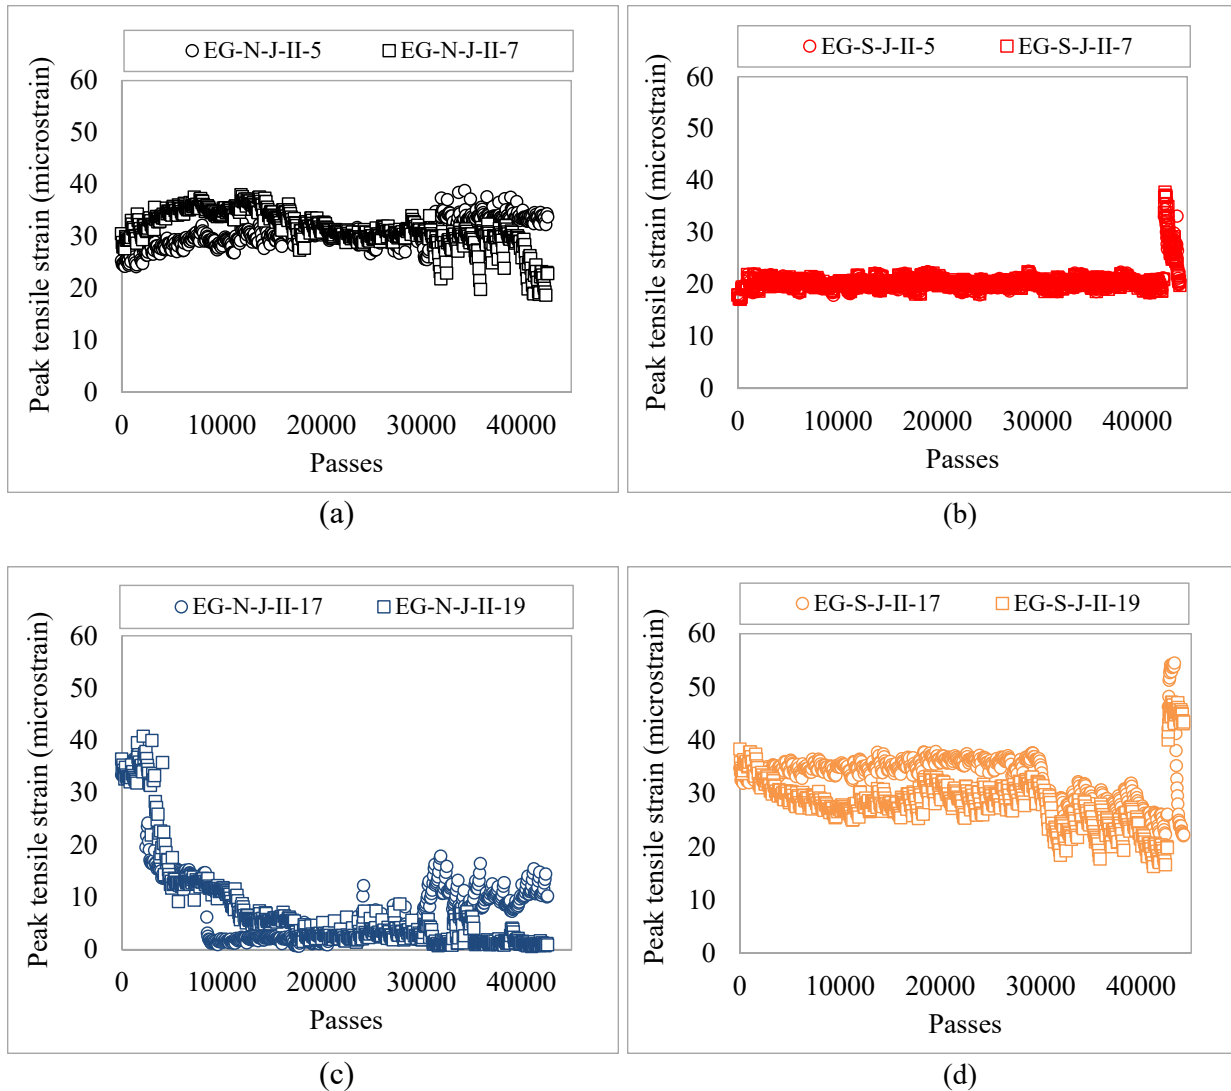 EG-N-J-II-5 EG-N-J-II-7
Peak tensile strain (microstrain)
60
50
40
30
20
10
0
0 10000 20000 30000 40000
Passes
(a)
EG-S-J-II-5 EG-S-J-II-7
Peak tensile strain (microstrain)
60
50
40
30
20
10
0
0 10000 20000 30000 40000
Passes
(b)
EG-N-J-II-17 EG-N-J-II-19
Peak tensile strain (microstrain)
60
50
40
30
20
10
0
0 10000 20000 30000 40000
Passes
(c)
EG-S-J-II-17 EG-S-J-II-19
Peak tensile strain (microstrain)
60
50
40
30
20
10
0
0 10000 20000 30000 40000
Passes
(d)